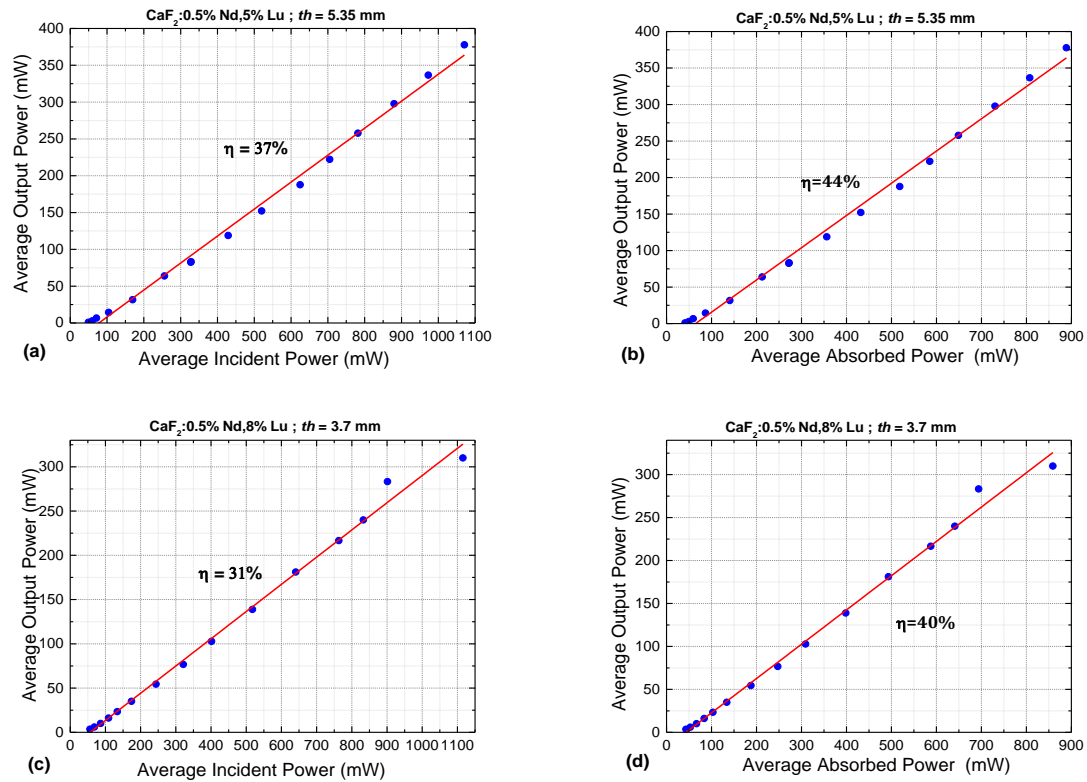 CaF₂:0.5% Nd,5% Lu ; th = 5.35 mm
400
350
300
250
200
150
100
50
0
Average Output Power (mW)
η = 37%
0 100 200 300 400 500 600 700 800 900 1000 1100
(a)
Average Incident Power (mW)
CaF₂:0.5% Nd,5% Lu ; th = 5.35 mm
400
350
300
250
200
150
100
50
0
Average Output Power (mW)
η=44%
0 100 200 300 400 500 600 700 800 900
(b)
Average Absorbed Power (mW)
CaF₂:0.5% Nd,8% Lu ; th = 3.7 mm
300
250
200
150
100
50
0
Average Output Power (mW)
η = 31%
0 100 200 300 400 500 600 700 800 900 1000 1100
(c)
Average Incident Power (mW)
CaF₂:0.5% Nd,8% Lu ; th = 3.7 mm
300
250
200
150
100
50
0
Average Output Power (mW)
η=40%
0 100 200 300 400 500 600 700 800 900
(d)
Average Absorbed Power (mW)